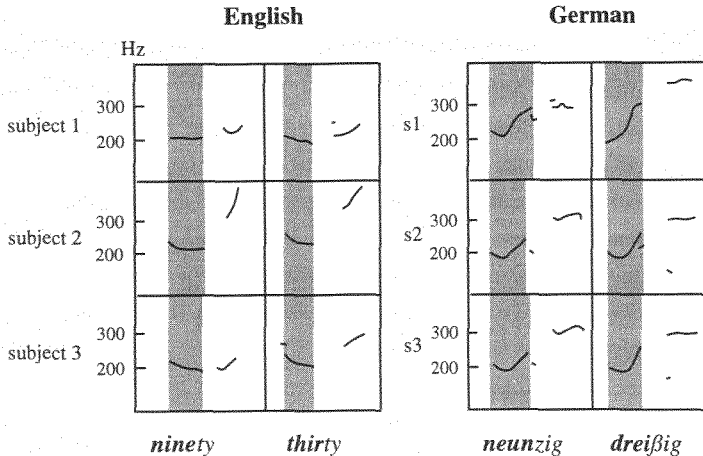 English German
Hz
300
200
subject 1
300
200
s1
300
200
subject 2
300
200
s2
300
200
subject 3
300
200
s3
ninety thirty neunzig dreißig